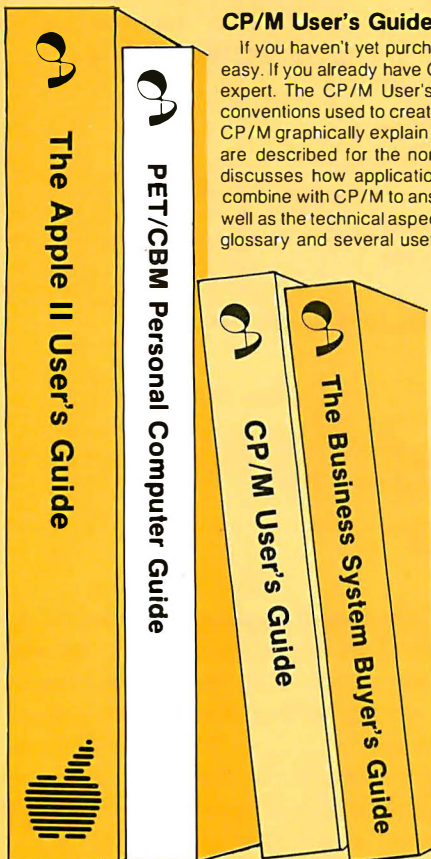 CP/M User's Guide
If you haven't yet purch
easy. If you already have
expert. The CP/M User's
conventions used to creat
CP/M graphically explain
are described for the nor
discusses how applicatio
combine with CP/M to ans
well as the technical aspec
glossary and several use
The Apple II User's Guide
PET/CBM Personal Computer Guide
CP/M User's Guide
The Business System Buyer's Guide